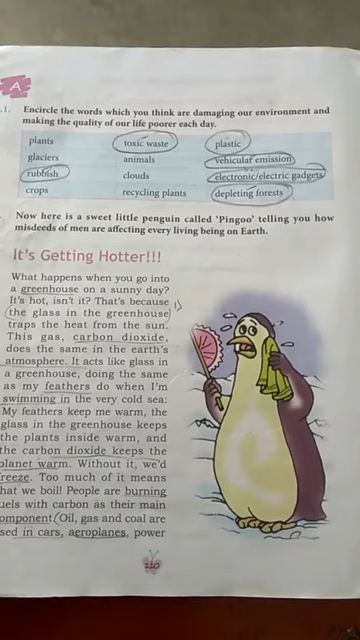 A
1. Encircle the words which you think are damaging our environment and
making the quality of our life poorer each day.
plants toxic waste plastic
glaciers animals vehicular emission
rubbish clouds electronic/electric gadgets
crops recycling plants depleting forests
Now here is a sweet little penguin called 'Pingoo' telling you how
misdeeds of men are affecting every living being on Earth.
It's Getting Hotter!!!
What happens when you go into
a greenhouse on a sunny day?
It's hot, isn't it? That's because
the glass in the greenhouse
traps the heat from the sun.
This gas, carbon dioxide,
does the same in the earth's
atmosphere. It acts like glass in
a greenhouse, doing the same
as my feathers do when I'm
swimming in the very cold sea:
My feathers keep me warm, the
glass in the greenhouse keeps
the plants inside warm, and
the carbon dioxide keeps the
planet warm. Without it, we'd
reeze. Too much of it means
hat we boil! People are burning
uels with carbon as their main
omponent (Oil, gas and coal are
sed in cars, aeroplanes, power
110